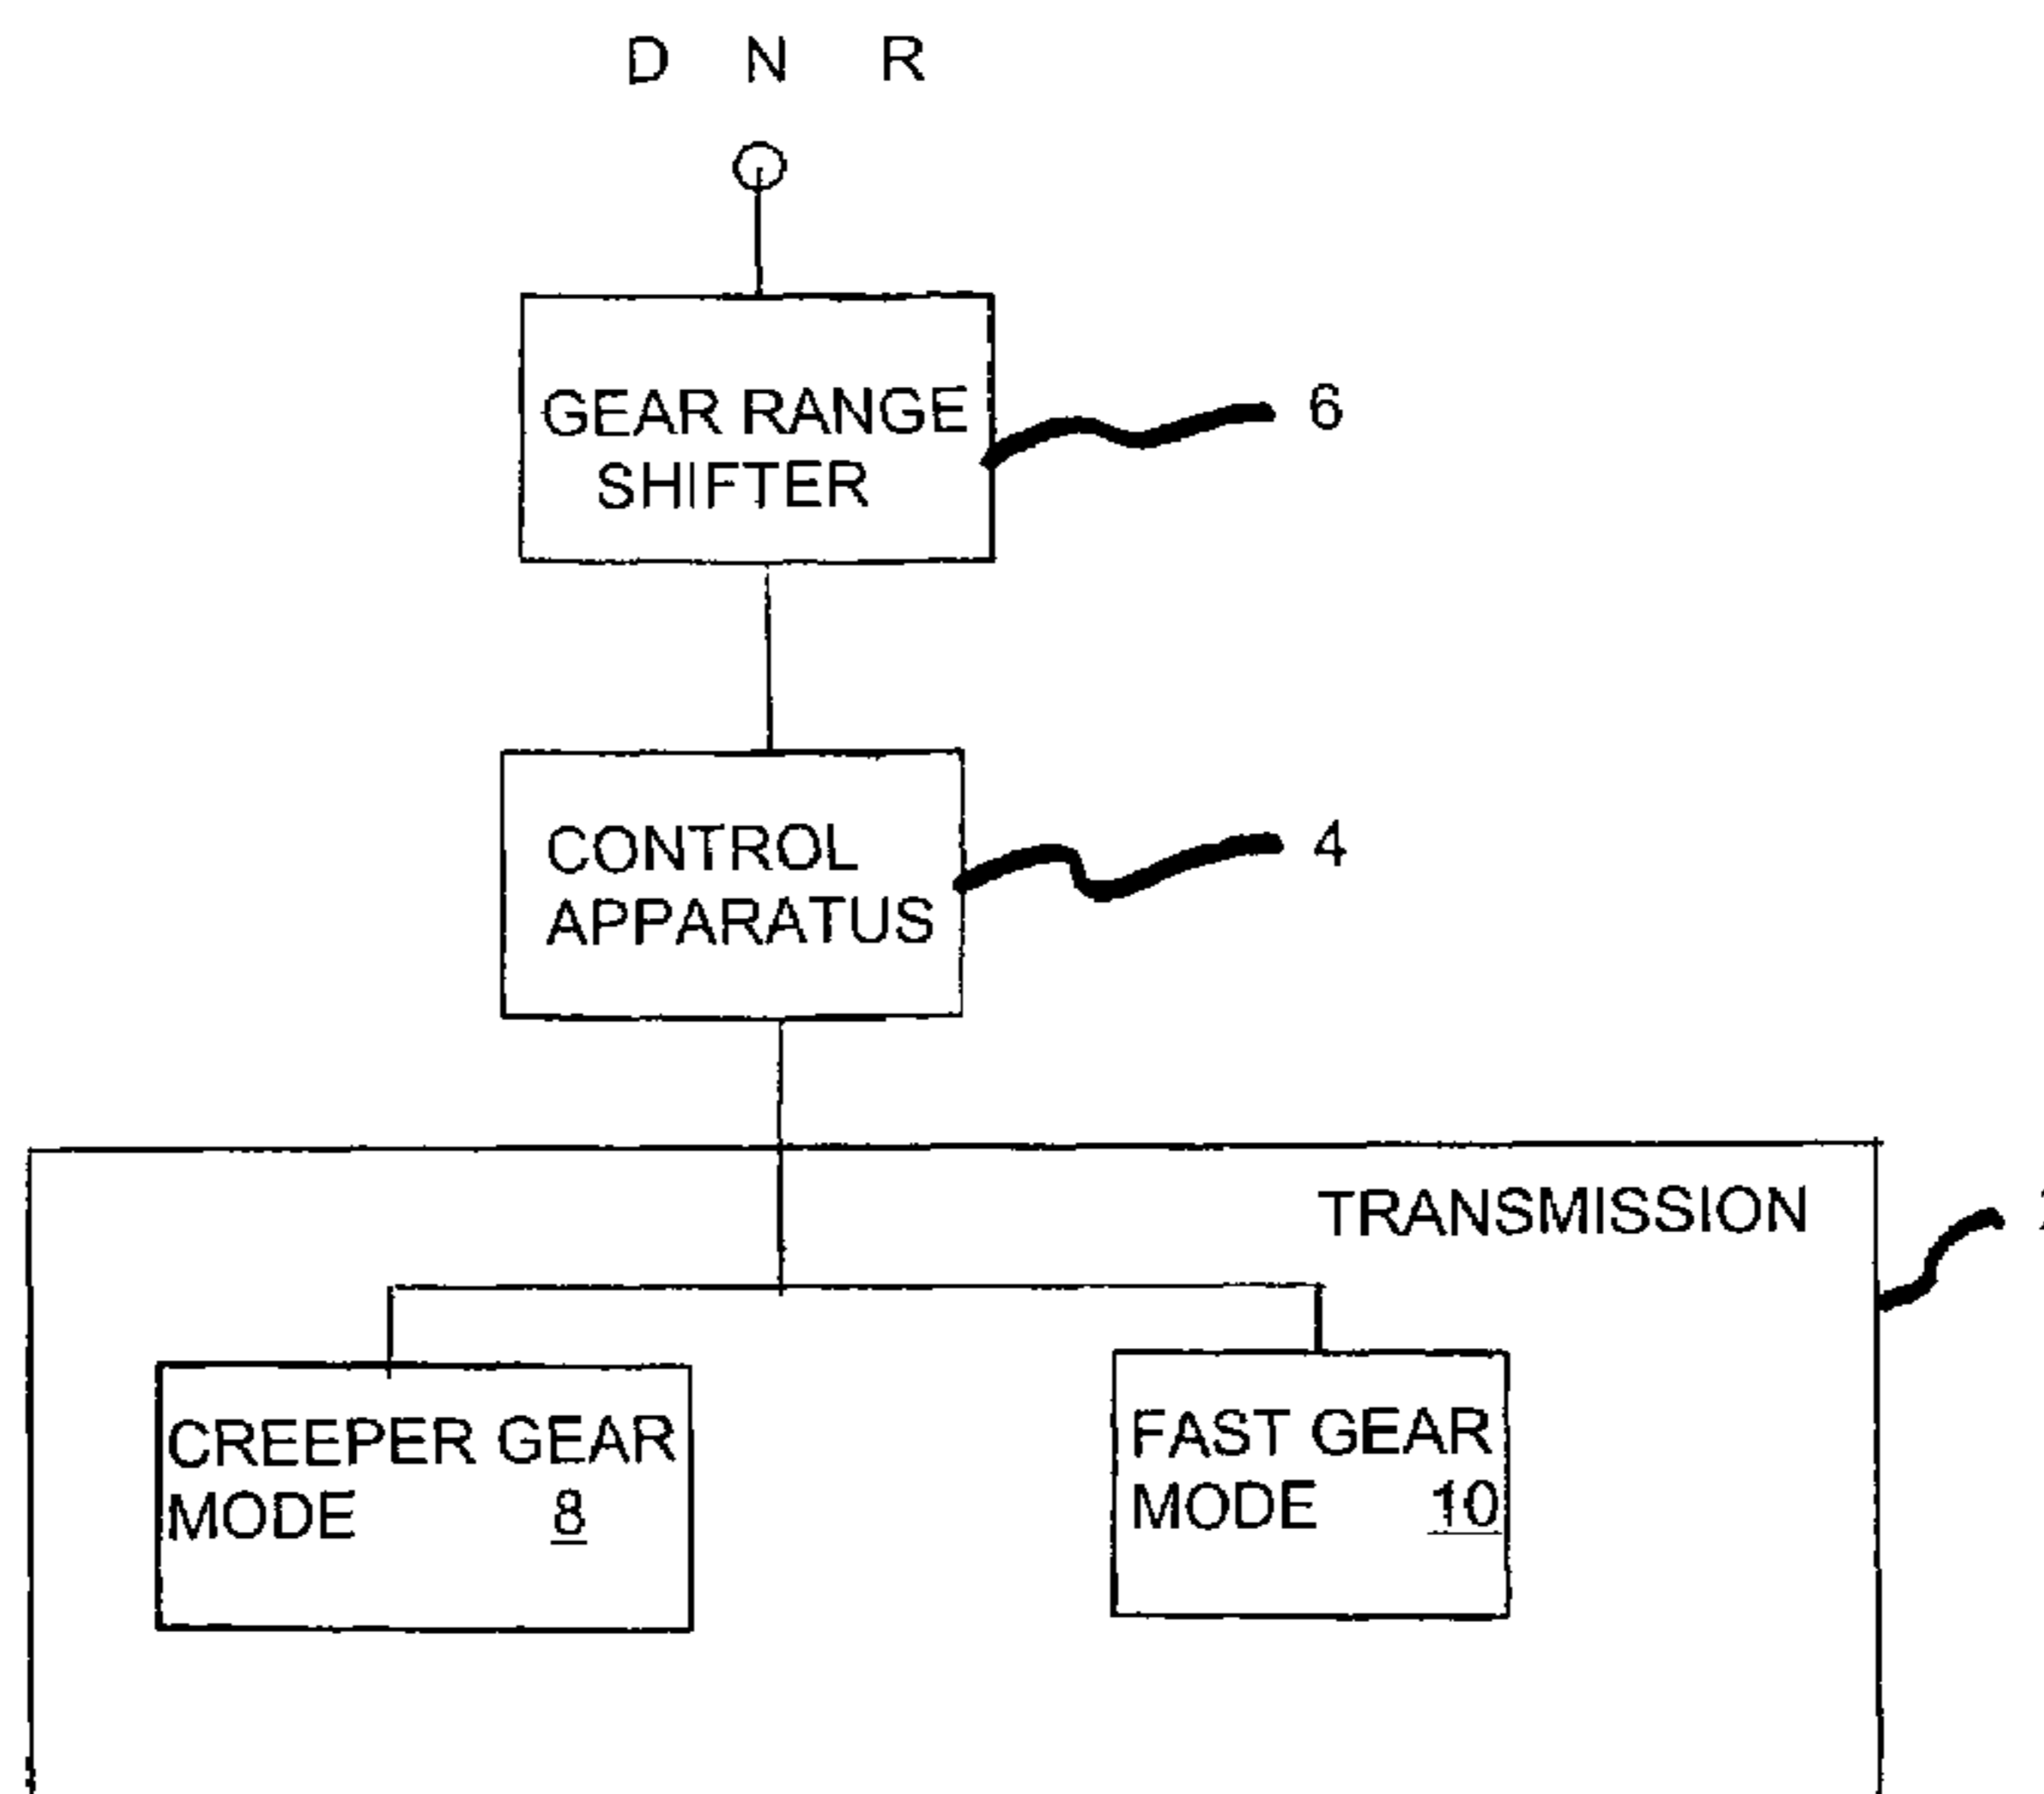 D N R
GEAR RANGE
SHIFTER
6
CONTROL
APPARATUS
4
TRANSMISSION
CREEPER GEAR
MODE 8
FAST GEAR
MODE 10